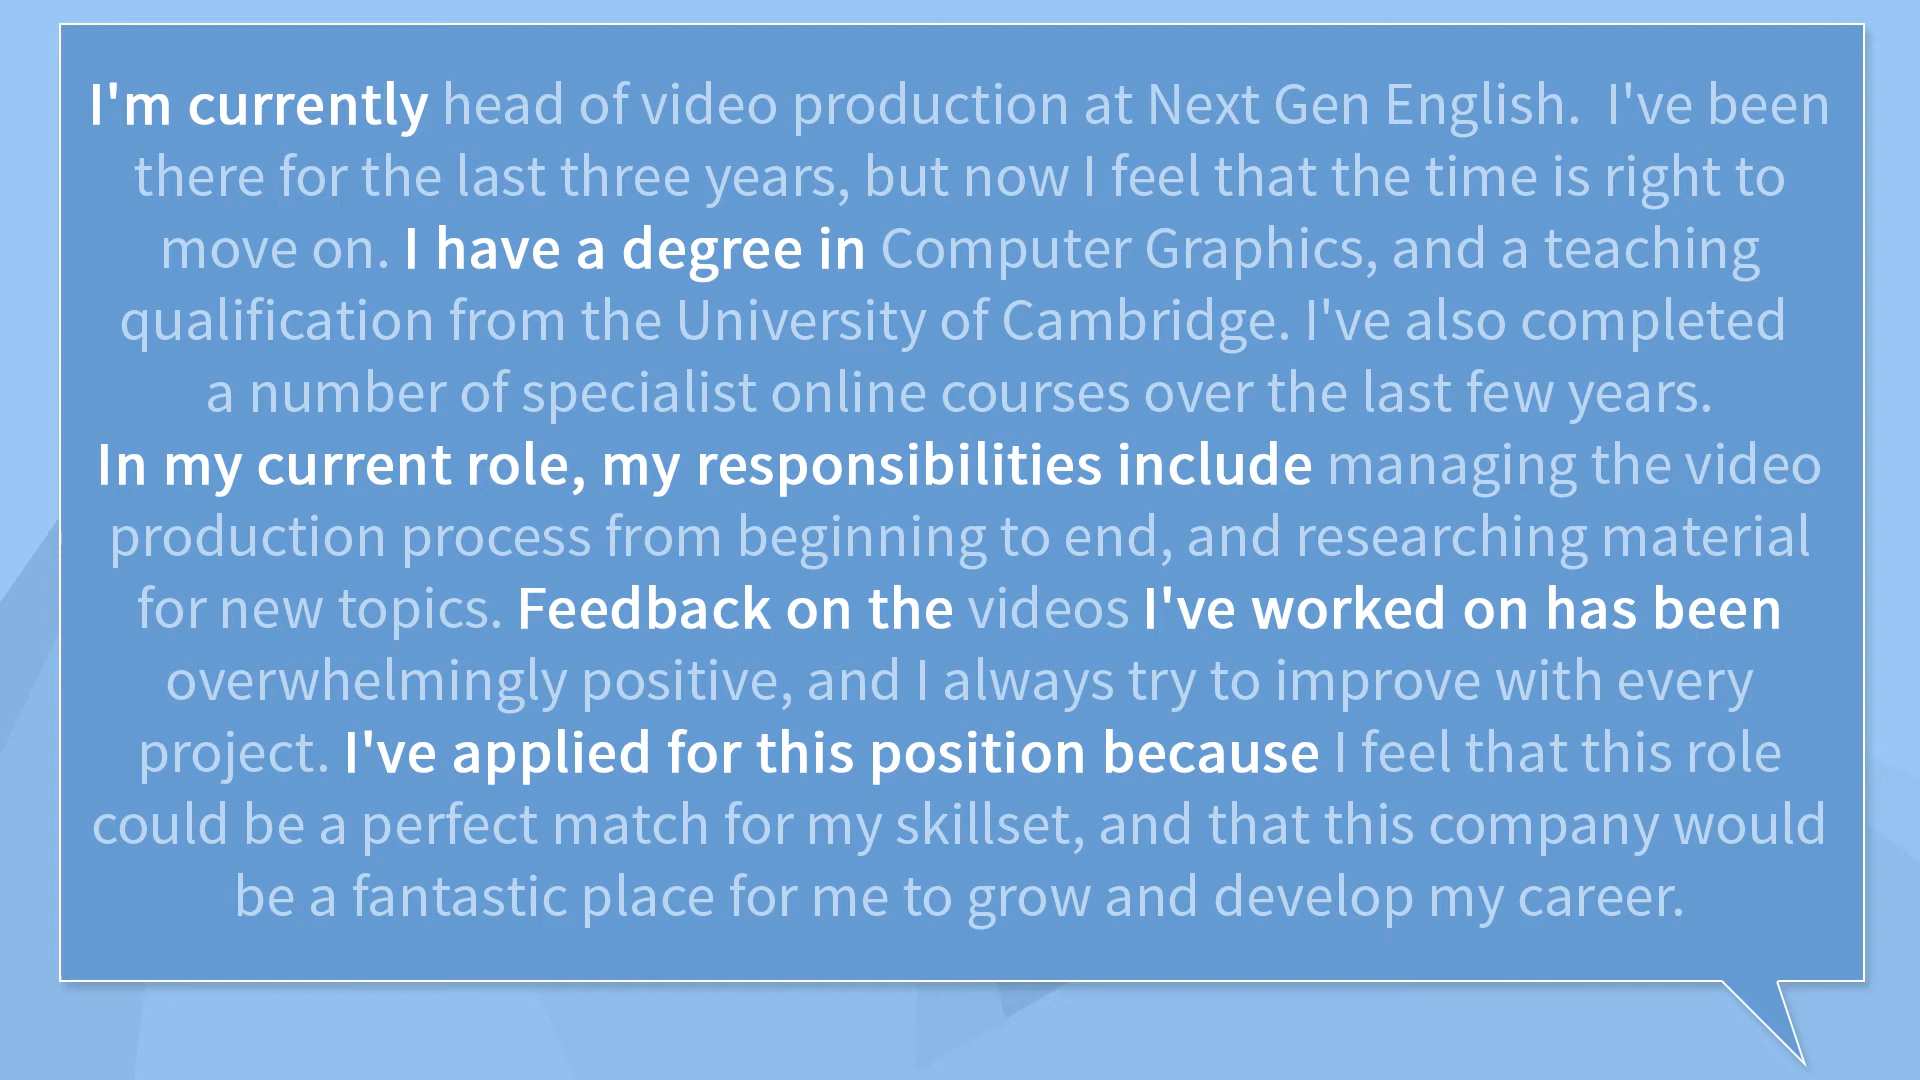 I'm currently head of video production at Next Gen English.  I've been
there for the last three years, but now I feel that the time is right to
move on. I have a degree in Computer Graphics, and a teaching
qualification from the University of Cambridge. I've also completed
a number of specialist online courses over the last few years.
In my current role, my responsibilities include managing the video
production process from beginning to end, and researching material
for new topics. Feedback on the videos I've worked on has been
overwhelmingly positive, and I always try to improve with every
project. I've applied for this position because I feel that this role
could be a perfect match for my skillset, and that this company would
be a fantastic place for me to grow and develop my career.